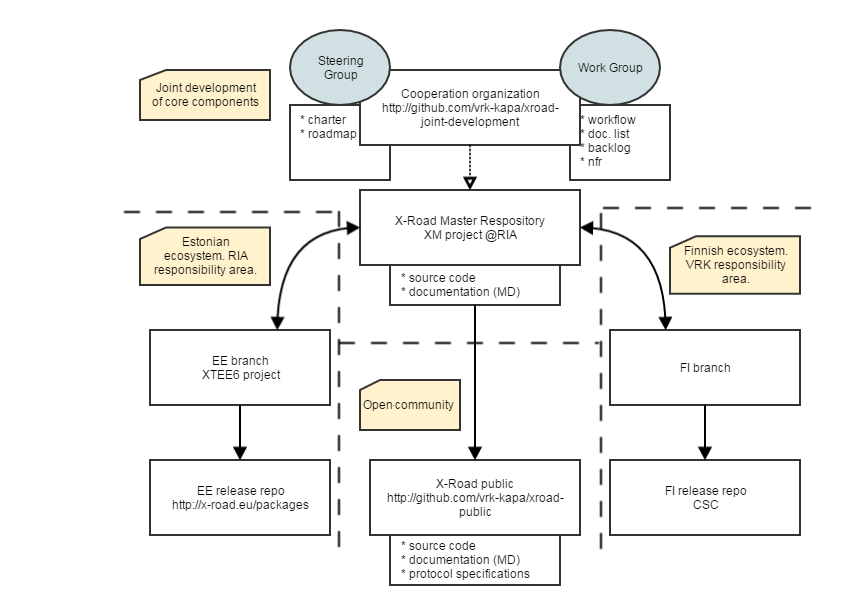 Steering
Group
Work Group
Joint development
of core components
Cooperation organization
http://github.com/vrk-kapa/xroad-
joint-development
* charter
* roadmap
* workflow
* doc. list
* backlog
* nfr
X-Road Master Respository
XM project @RIA
* source code
* documentation (MD)
Estonian
ecosystem. RIA
responsibility area.
Finnish ecosystem.
VRK responsibility
area.
EE branch
XTEE6 project
FI branch
Open community
EE release repo
http://x-road.eu/packages
X-Road public
http://github.com/vrk-kapa/xroad-
public
* source code
* documentation (MD)
* protocol specifications
FI release repo
CSC